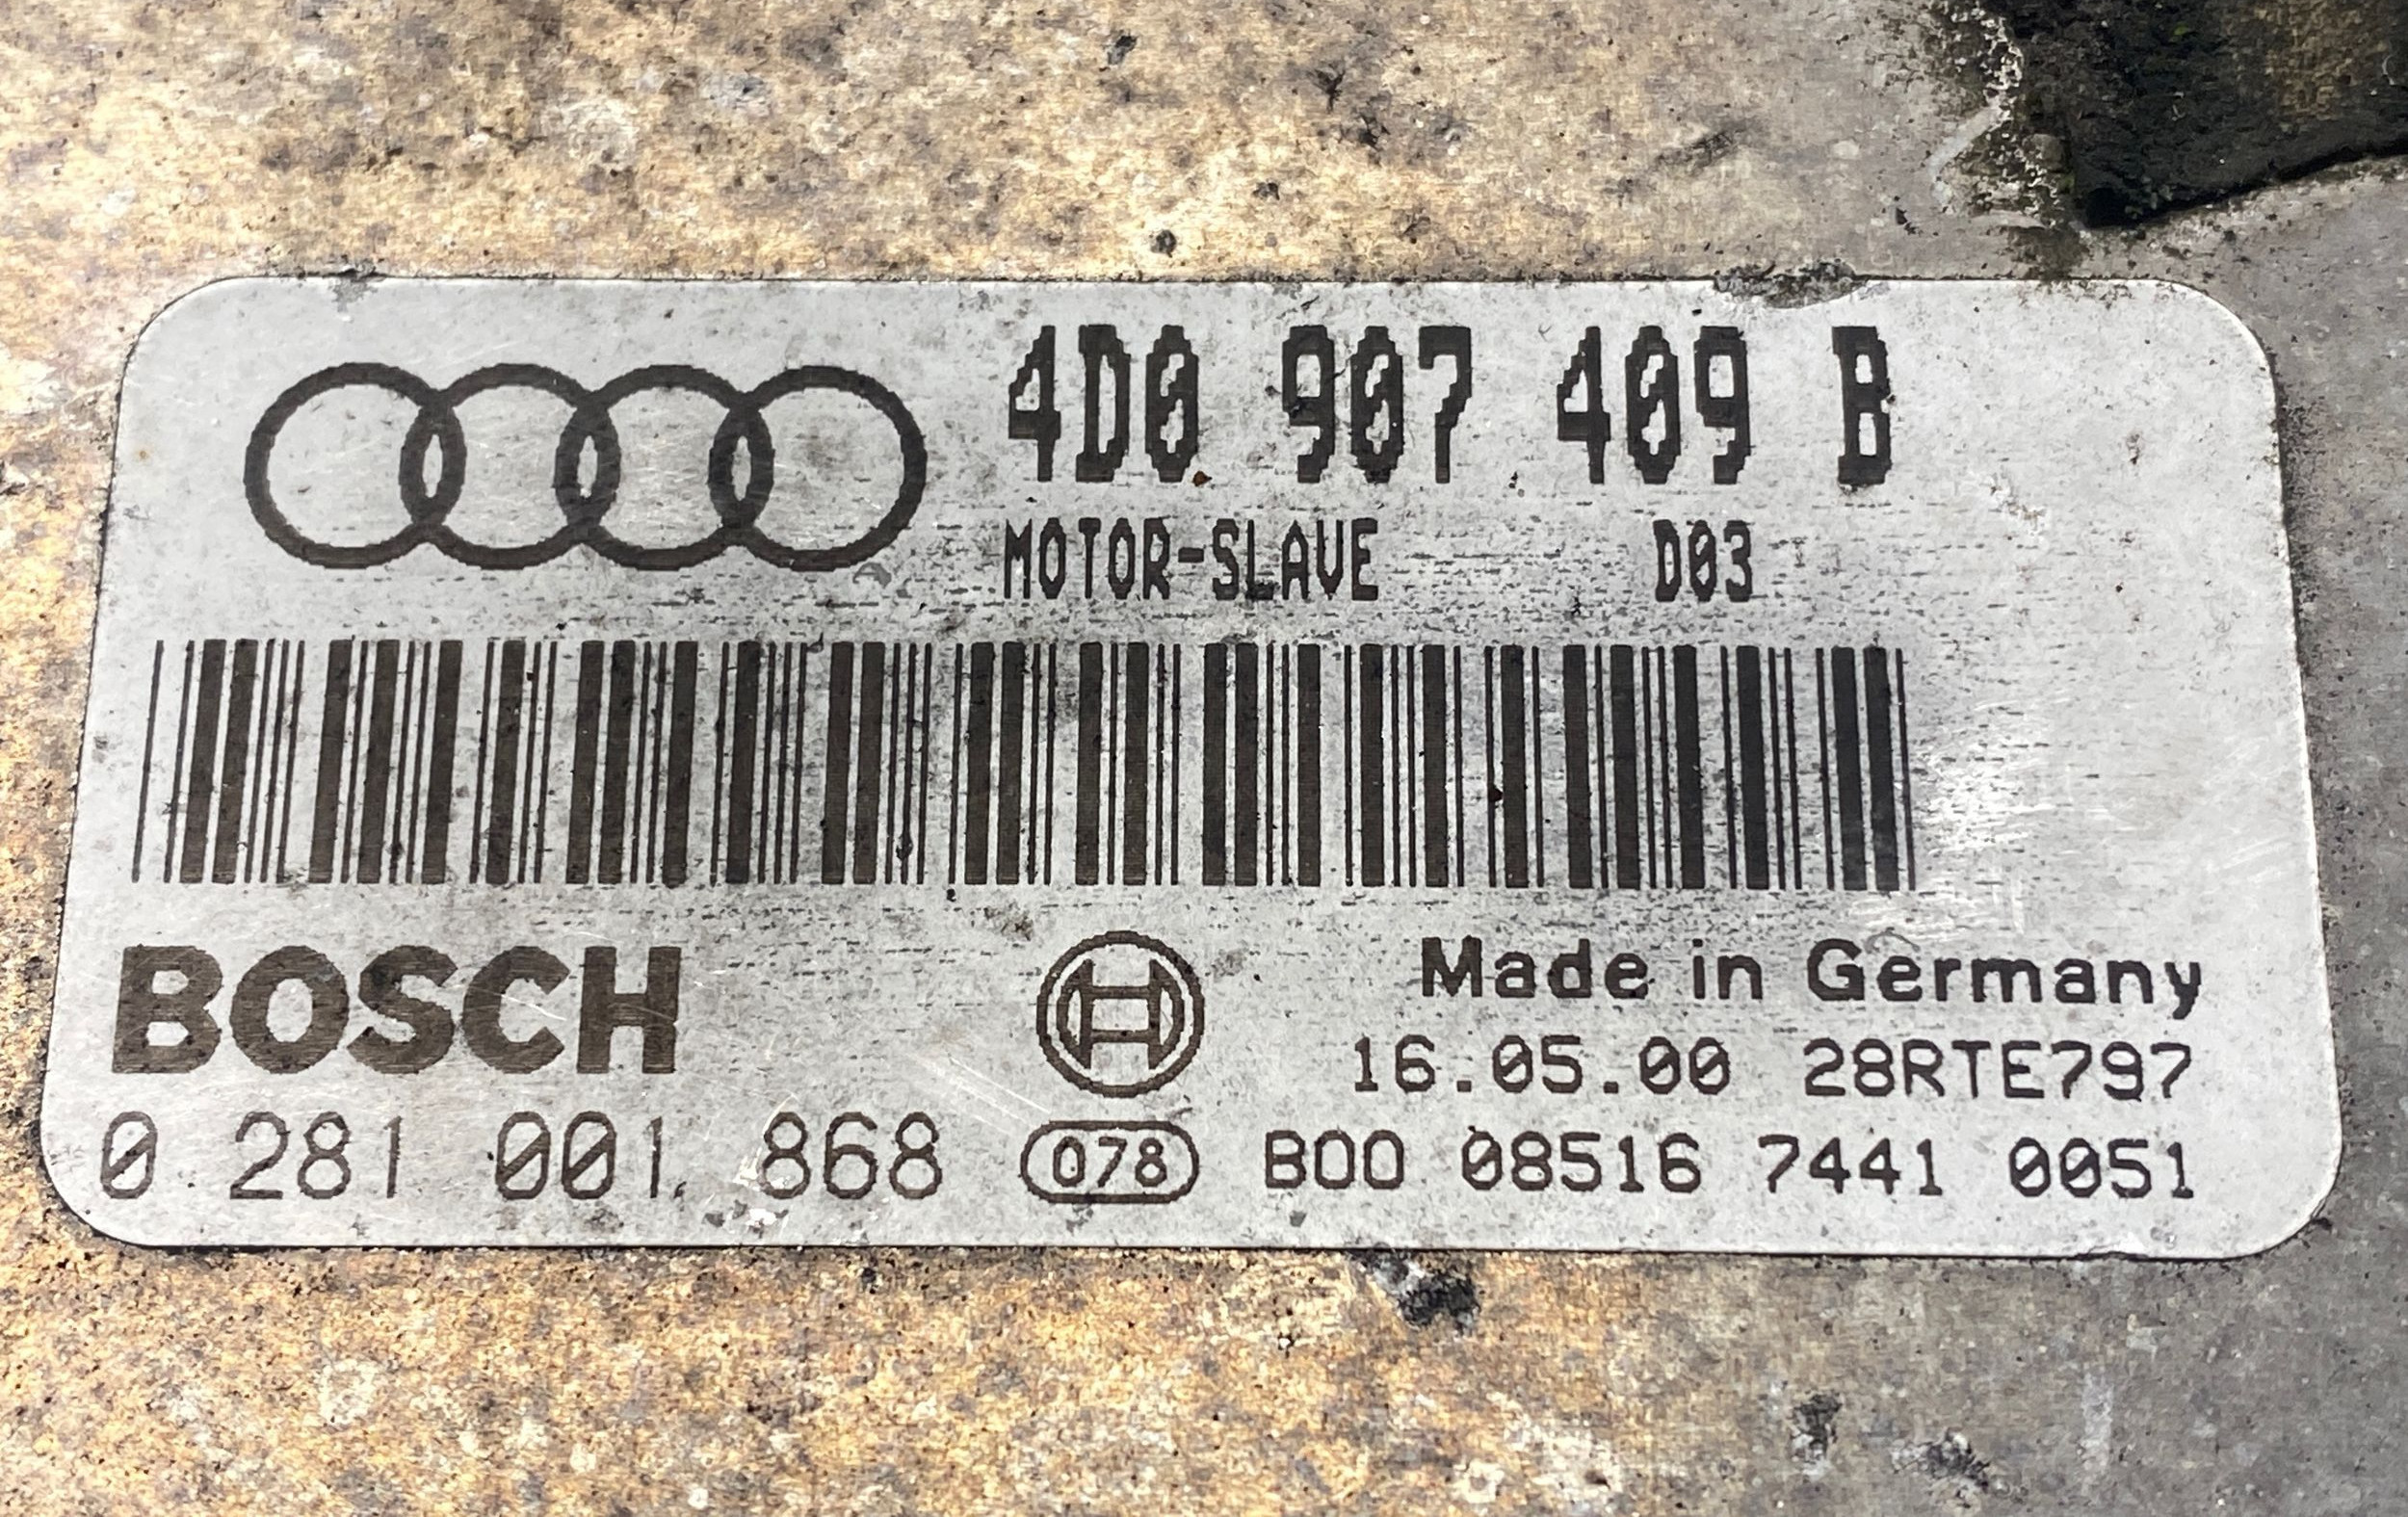 4D0 907 409 B
MOTOR-SLAVE D03
BOSCH
Made in Germany
16.05.00 28RTE797
0 281 001 868 078 B00 08516 7441 0051